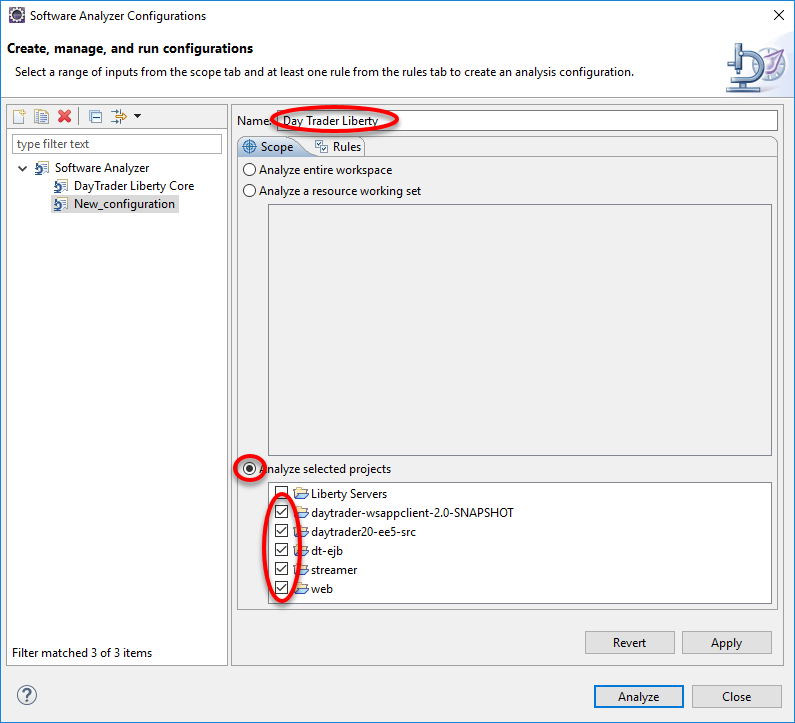 Software Analyzer Configurations
Create, manage, and run configurations
Select a range of inputs from the scope tab and at least one rule from the rules tab to create an analysis configuration.
type filter text
Software Analyzer
DayTrader Liberty Core
New_configuration
Filter matched 3 of 3 items
Name: Day Trader Liberty
Scope Rules
Analyze entire workspace
Analyze a resource working set
Analyze selected projects
Liberty Servers
daytrader-wsappclient-2.0-SNAPSHOT
daytrader20-ee5-src
dt-ejb
streamer
web
Revert Apply
? Analyze Close